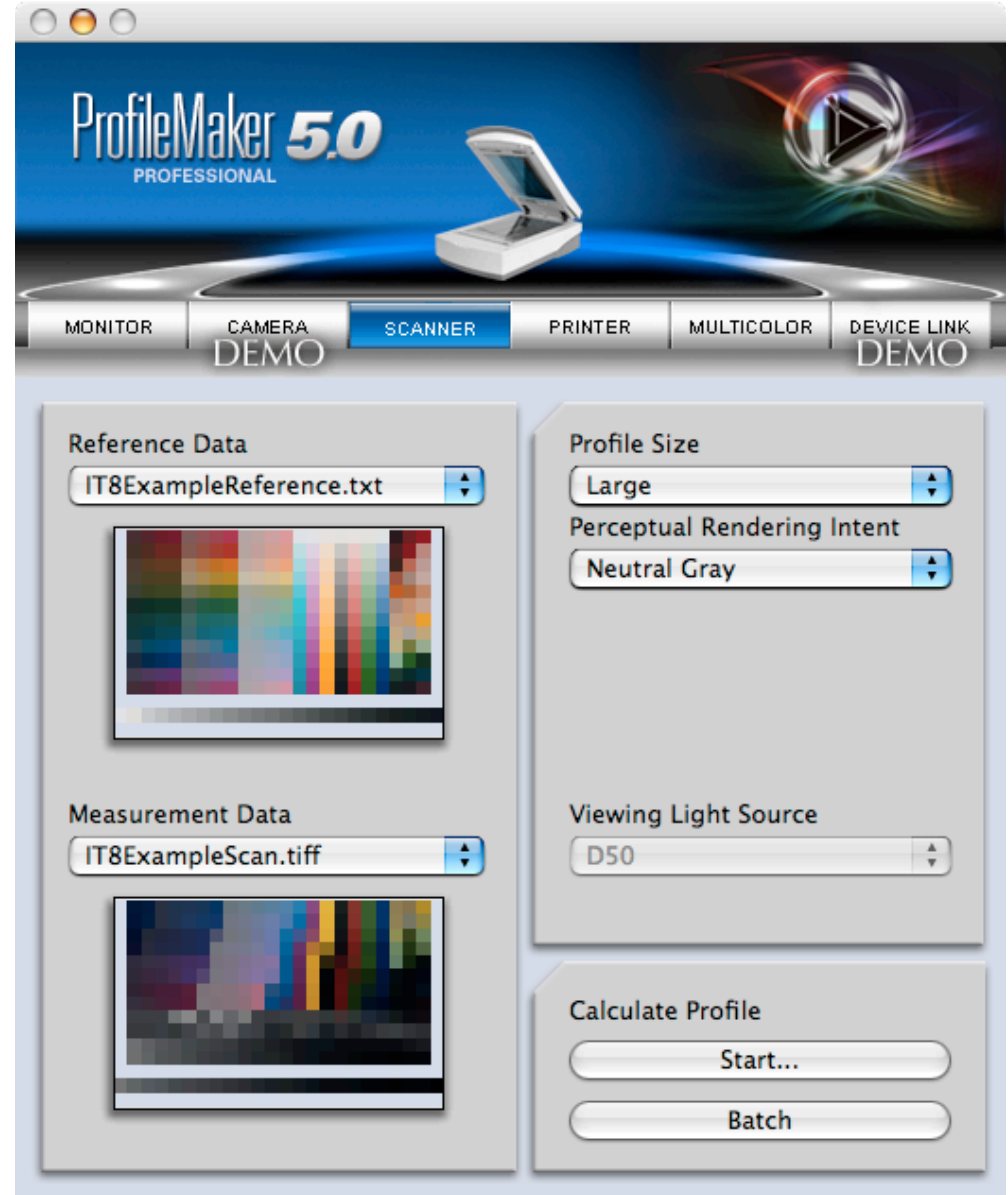 ProfileMaker 5.0
PROFESSIONAL
MONITOR
CAMERA
DEMO
SCANNER
PRINTER
MULTICOLOR
DEVICE LINK
DEMO
Reference Data
IT8ExampleReference.txt
Measurement Data
IT8ExampleScan.tiff
Profile Size
Large
Perceptual Rendering Intent
Neutral Gray
Viewing Light Source
D50
Calculate Profile
Start...
Batch